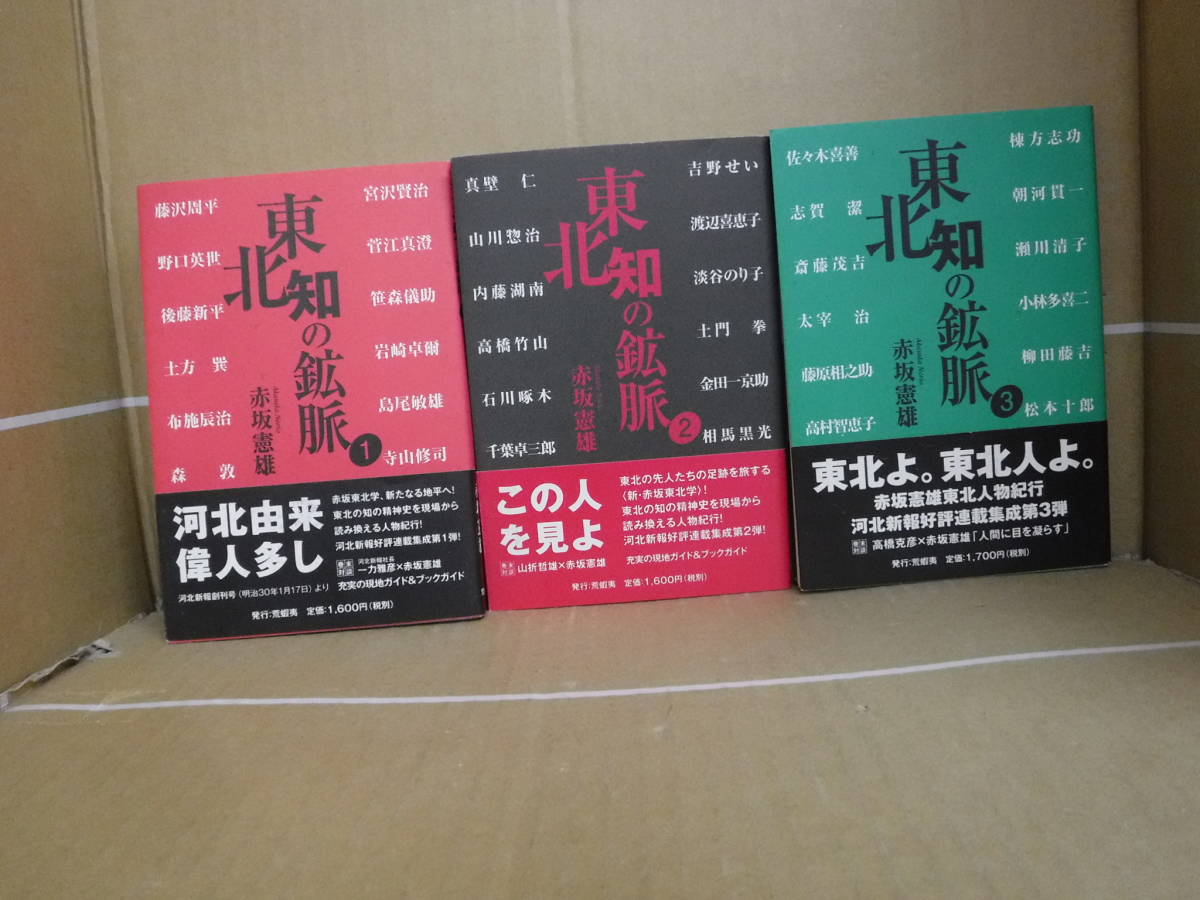 宮沢賢治
菅江真澄
笹森儀助
岩崎卓爾
島尾敏雄
寺山修司
東北
知の鉱脈
1
赤坂憲雄
藤沢周平
野口英世
後藤新平
土方 巽
布施辰治
森 敦
河北由来
偉人多し
河北新報創刊号(明治30年1月17日)より
赤坂東北学、新たなる地平へ!
東北の知の精神史を現場から
読み換える人物紀行!
河北新報好評連載集成第1弾!
巻末対談 河北新報社長
一力雅彦×赤坂憲雄
充実の現地ガイド&ブックガイド
発行:荒蝦夷 定価:1,600円(税別)
吉野せい
渡辺喜恵子
淡谷のり子
土門 拳
金田一京助
相馬黒光
東北
知の鉱脈
2
赤坂憲雄
真壁 仁
山川惣治
内藤湖南
高橋竹山
石川啄木
千葉卓三郎
この人
を見よ
東北の先人たちの足跡を旅する
〈新・赤坂東北学〉!
東北の知の精神史を現場から
読み換える人物紀行!
河北新報好評連載集成第2弾!
巻末対談 山折哲雄×赤坂憲雄
充実の現地ガイド&ブックガイド
発行:荒蝦夷 定価:1,600円(税別)
棟方志功
朝河貫一
瀬川清子
小林多喜二
柳田藤吉
松本十郎
東北
知の鉱脈
3
赤坂憲雄
Akasaka Norio
佐々木喜善
志賀 潔
斎藤茂吉
太宰 治
藤原相之助
高村智恵子
東北よ。東北人よ。
赤坂憲雄東北人物紀行
河北新報好評連載集成第3弾
巻末対談 高橋克彦×赤坂憲雄「人間に目を凝らす」
発行:荒蝦夷 定価:1,700円(税別)